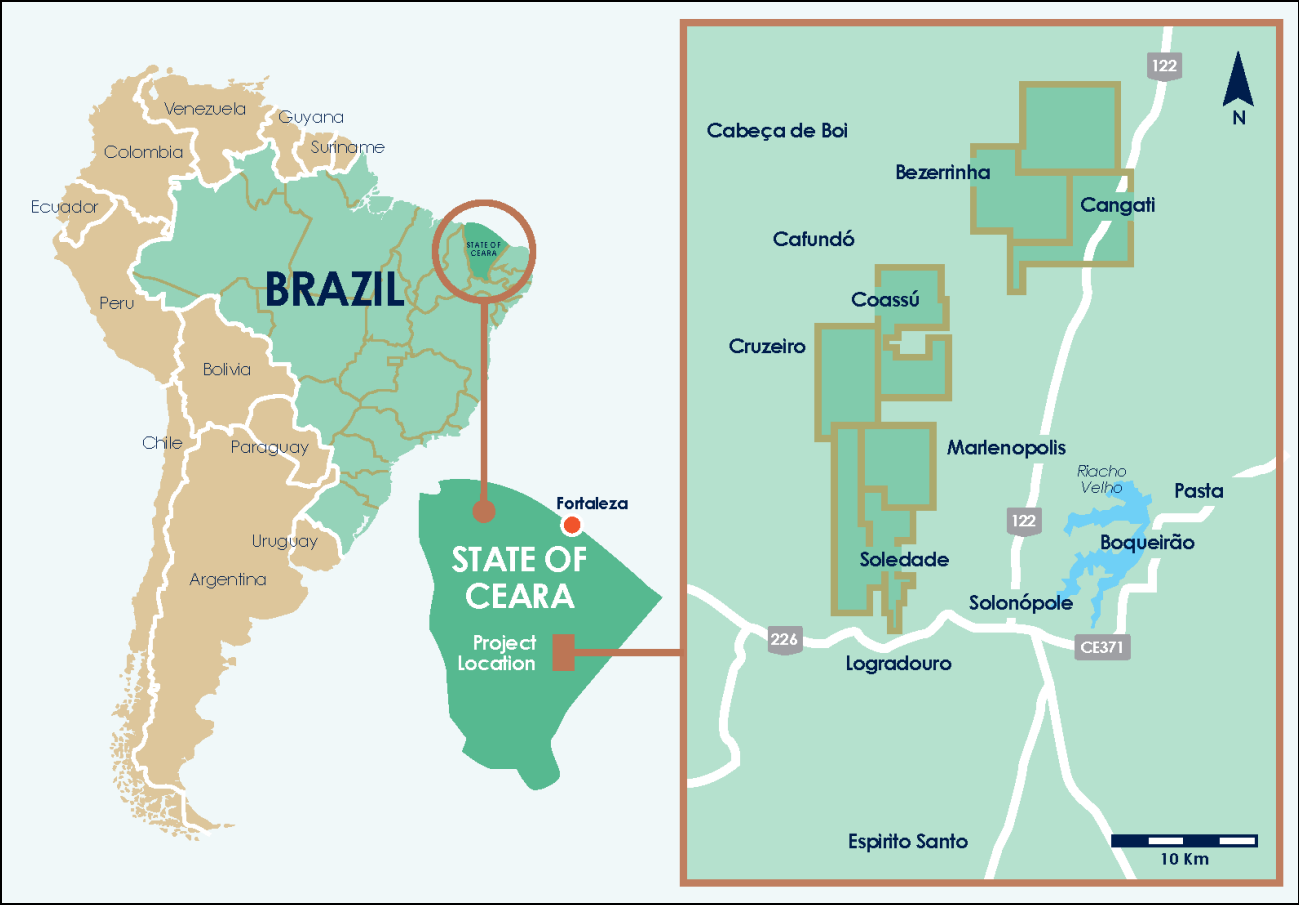 Venezuela
Guyana
Suriname
Colombia
Ecuador
Peru
BRAZIL
STATE OF
CEARA
Bolivia
Chile
Paraguay
Uruguay
Argentina
Fortaleza
STATE OF
CEARA
Project
Location
122
N
Cabeça de Boi
Bezerrinha
Cangati
Cafundó
Coassú
Cruzeiro
Marlenopolis
Riacho
Velho
Pasta
122
Boqueirão
Soledade
Solonópole
226
CE371
Logradouro
Espirito Santo
10 Km